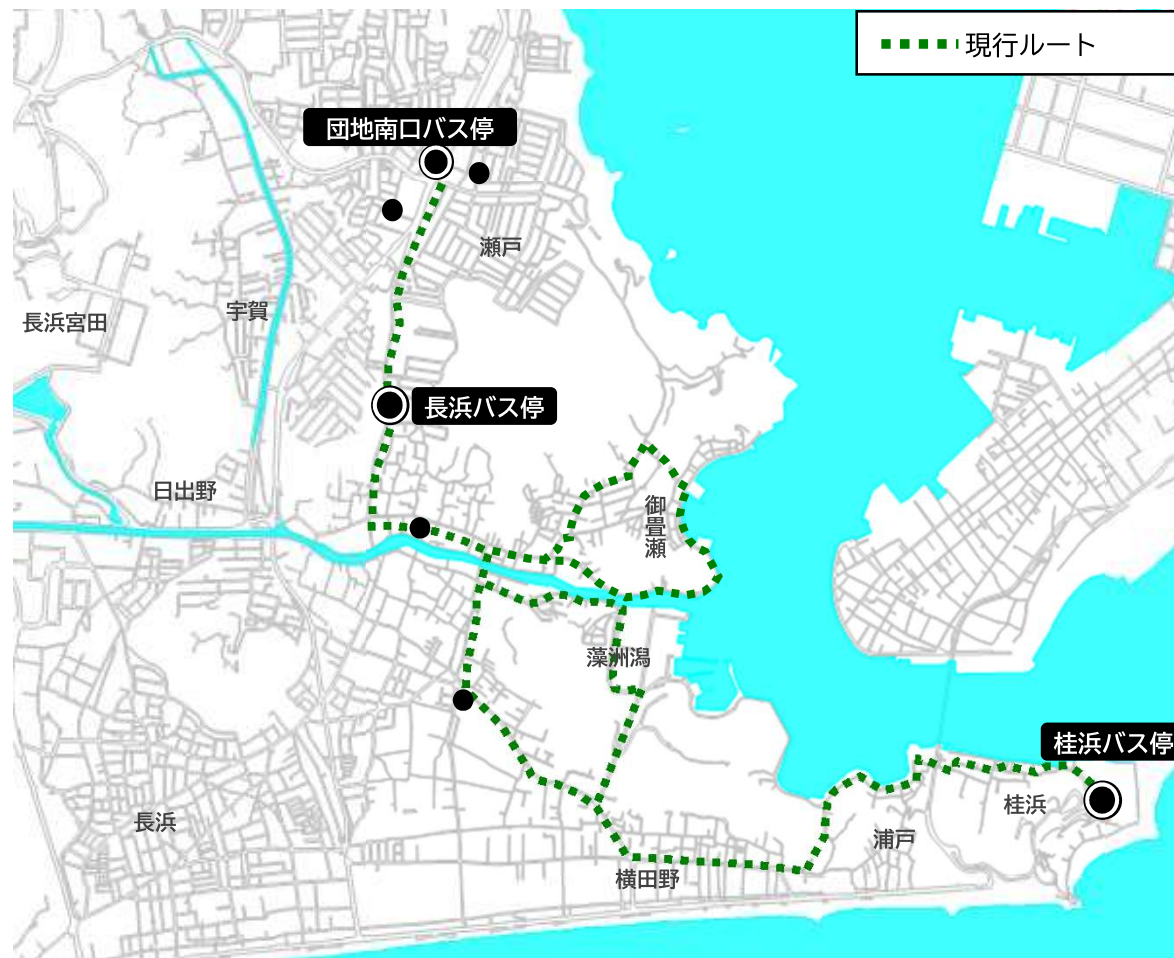 現行ルート
団地南口バス停
瀬戸
宇賀
長浜宮田
長浜バス停
日出野
御畳瀬
藻洲潟
桂浜バス停
桂浜
長浜
浦戸
横田野